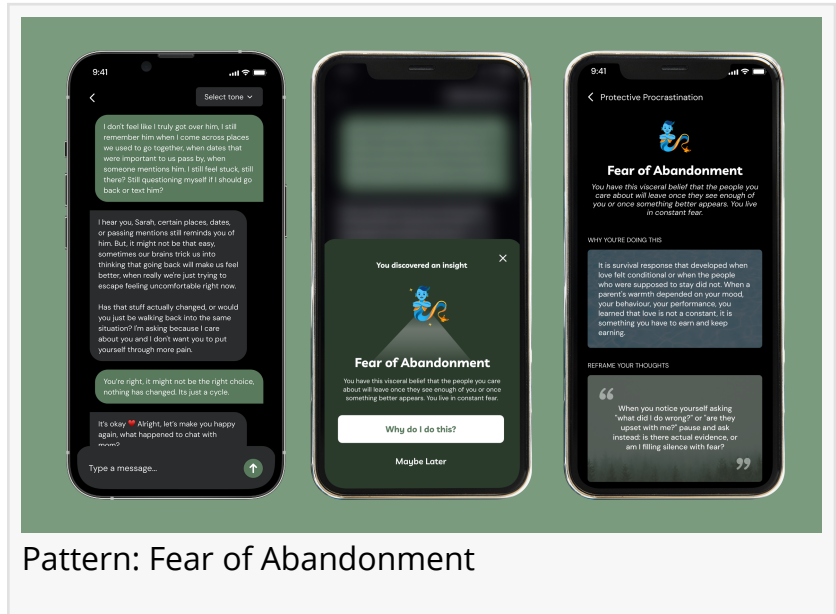 9:41
Select tone
I don't feel like I truly got over him, I still
remember him when I come across places
we used to go together, when dates that
were important to us pass by, when
someone mentions him. I still feel stuck, still
there? Still questioning myself if I should go
back or text him?
I hear you, Sarah, certain places, dates,
or passing mentions still reminds you of
him. But, it might not be that easy,
sometimes our brains trick us into
thinking that going back will make us feel
better, when really we're just trying to
escape feeling uncomfortable right now.
Has that stuff actually changed, or would
you just be walking back into the same
situation? I'm asking because I care
about you and I don't want you to put
yourself through more pain.
You're right, it might not be the right choice,
nothing has changed. Its just a cycle.
It's okay ❤️ Alright, let's make you happy
again, what happened to chat with
mom?
Type a message...
You discovered an insight
Fear of Abandonment
You have this visceral belief that the people you care
about will leave once they see enough of you or once
something better appears. You live in constant fear.
Why do I do this?
Maybe Later
9:41
Protective Procrastination
Fear of Abandonment
You have this visceral belief that the people you
care about will leave once they see enough of
you or once something better appears. You live
in constant fear.
WHY YOU'RE DOING THIS
It is survival response that developed when
love felt conditional or when the people
who were supposed to stay did not. When a
parent's warmth depended on your mood,
your behaviour, your performance, you
learned that love is not a constant, it is
something you have to earn and keep
earning.
REFRAME YOUR THOUGHTS
“
When you notice yourself asking
"what did I do wrong?" or "are they
upset with me?" pause and ask
instead: is there actual evidence, or
am I filling silence with fear?
”
Pattern: Fear of Abandonment